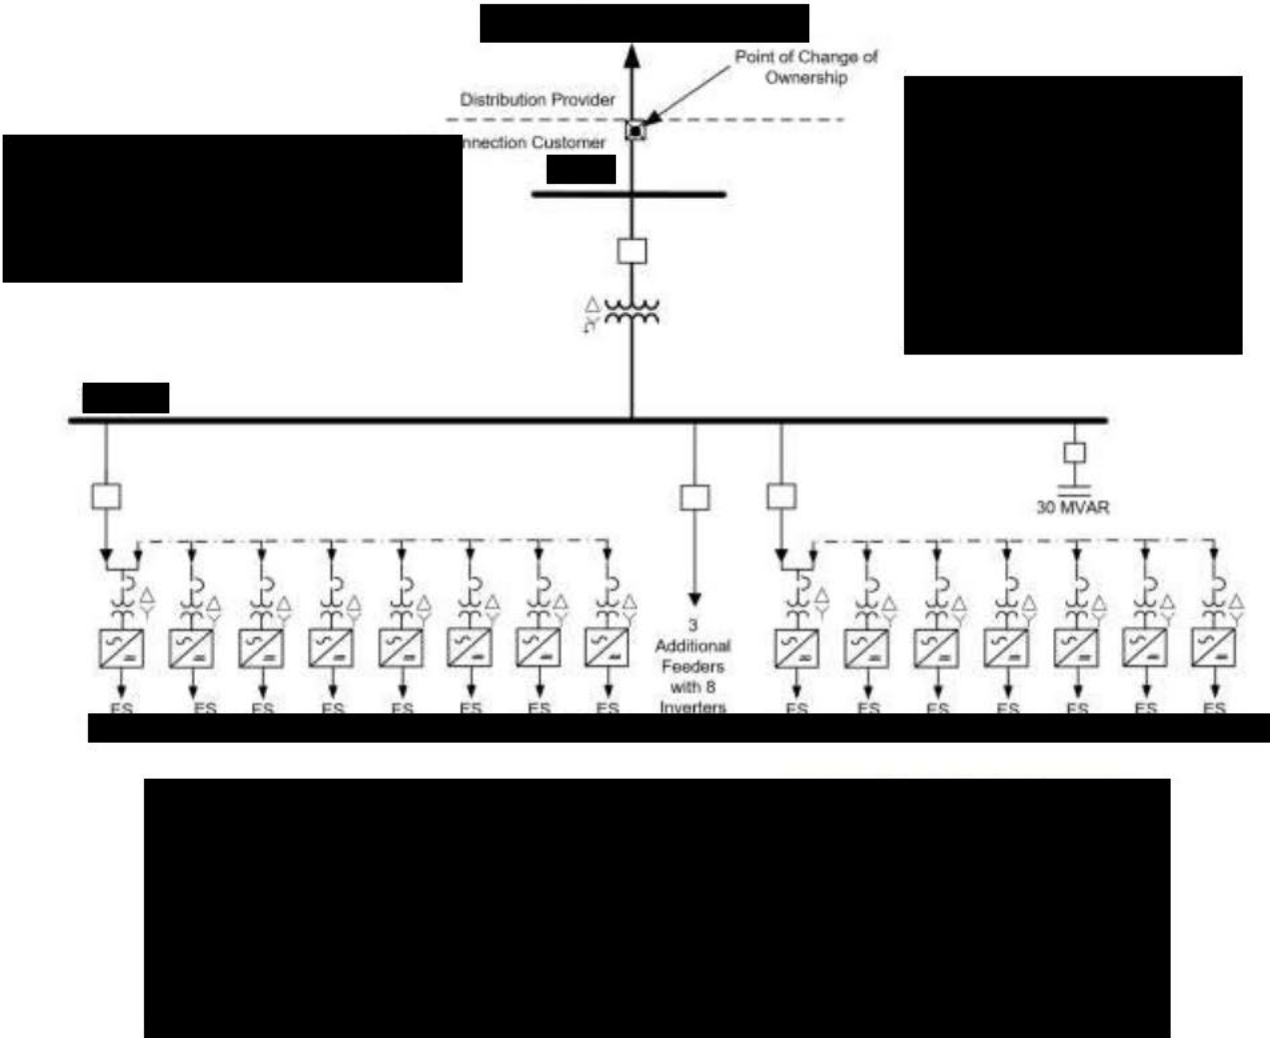 Point of Change of
Ownership
Distribution Provider
nnection Customer
30 MVAR
3
Additional
Feeders
with 8
Inverters
ES ES ES ES ES ES ES ES ES ES ES ES ES ES ES